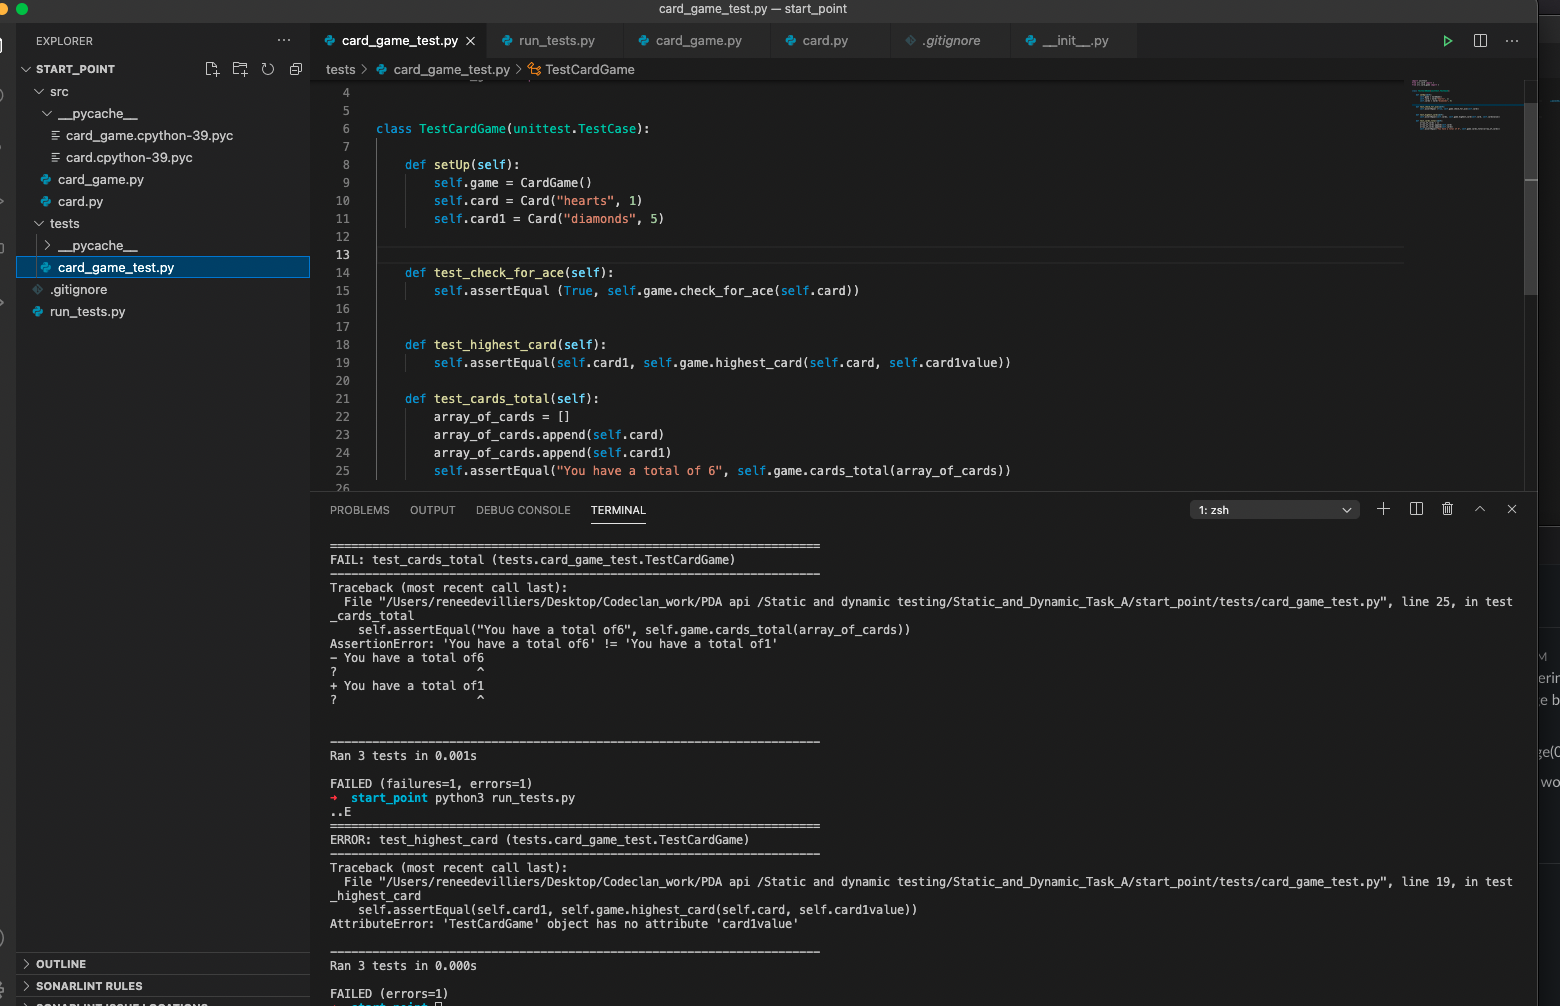 card_game_test.py — start_point
EXPLORER
START_POINT
src
__pycache__
card_game.cpython-39.pyc
card.cpython-39.pyc
card_game.py
card.py
tests
__pycache__
card_game_test.py
.gitignore
run_tests.py
OUTLINE
SONARLINT RULES
SONARLINT ISSUE LOCATIONS
card_game_test.py
run_tests.py
card_game.py
card.py
.gitignore
__init__.py
tests > card_game_test.py > TestCardGame
4
5
6 class TestCardGame(unittest.TestCase):
7
8 def setUp(self):
9 self.game = CardGame()
10 self.card = Card("hearts", 1)
11 self.card1 = Card("diamonds", 5)
12
13
14 def test_check_for_ace(self):
15 self.assertEqual (True, self.game.check_for_ace(self.card))
16
17
18 def test_highest_card(self):
19 self.assertEqual(self.card1, self.game.highest_card(self.card, self.card1value))
20
21 def test_cards_total(self):
22 array_of_cards = []
23 array_of_cards.append(self.card)
24 array_of_cards.append(self.card1)
25 self.assertEqual("You have a total of 6", self.game.cards_total(array_of_cards))
26
PROBLEMS OUTPUT DEBUG CONSOLE TERMINAL
1: zsh
======================================================================
FAIL: test_cards_total (tests.card_game_test.TestCardGame)
----------------------------------------------------------------------
Traceback (most recent call last):
File "/Users/reneedevilliers/Desktop/Codeclan_work/PDA api /Static and dynamic testing/Static_and_Dynamic_Task_A/start_point/tests/card_game_test.py", line 25, in test
_cards_total
self.assertEqual("You have a total of6", self.game.cards_total(array_of_cards))
AssertionError: 'You have a total of6' != 'You have a total of1'
- You have a total of6
? ^
+ You have a total of1
? ^
----------------------------------------------------------------------
Ran 3 tests in 0.001s
FAILED (failures=1, errors=1)
→ start_point python3 run_tests.py
..E
======================================================================
ERROR: test_highest_card (tests.card_game_test.TestCardGame)
----------------------------------------------------------------------
Traceback (most recent call last):
File "/Users/reneedevilliers/Desktop/Codeclan_work/PDA api /Static and dynamic testing/Static_and_Dynamic_Task_A/start_point/tests/card_game_test.py", line 19, in test
_highest_card
self.assertEqual(self.card1, self.game.highest_card(self.card, self.card1value))
AttributeError: 'TestCardGame' object has no attribute 'card1value'
----------------------------------------------------------------------
Ran 3 tests in 0.000s
FAILED (errors=1)
→ start_point